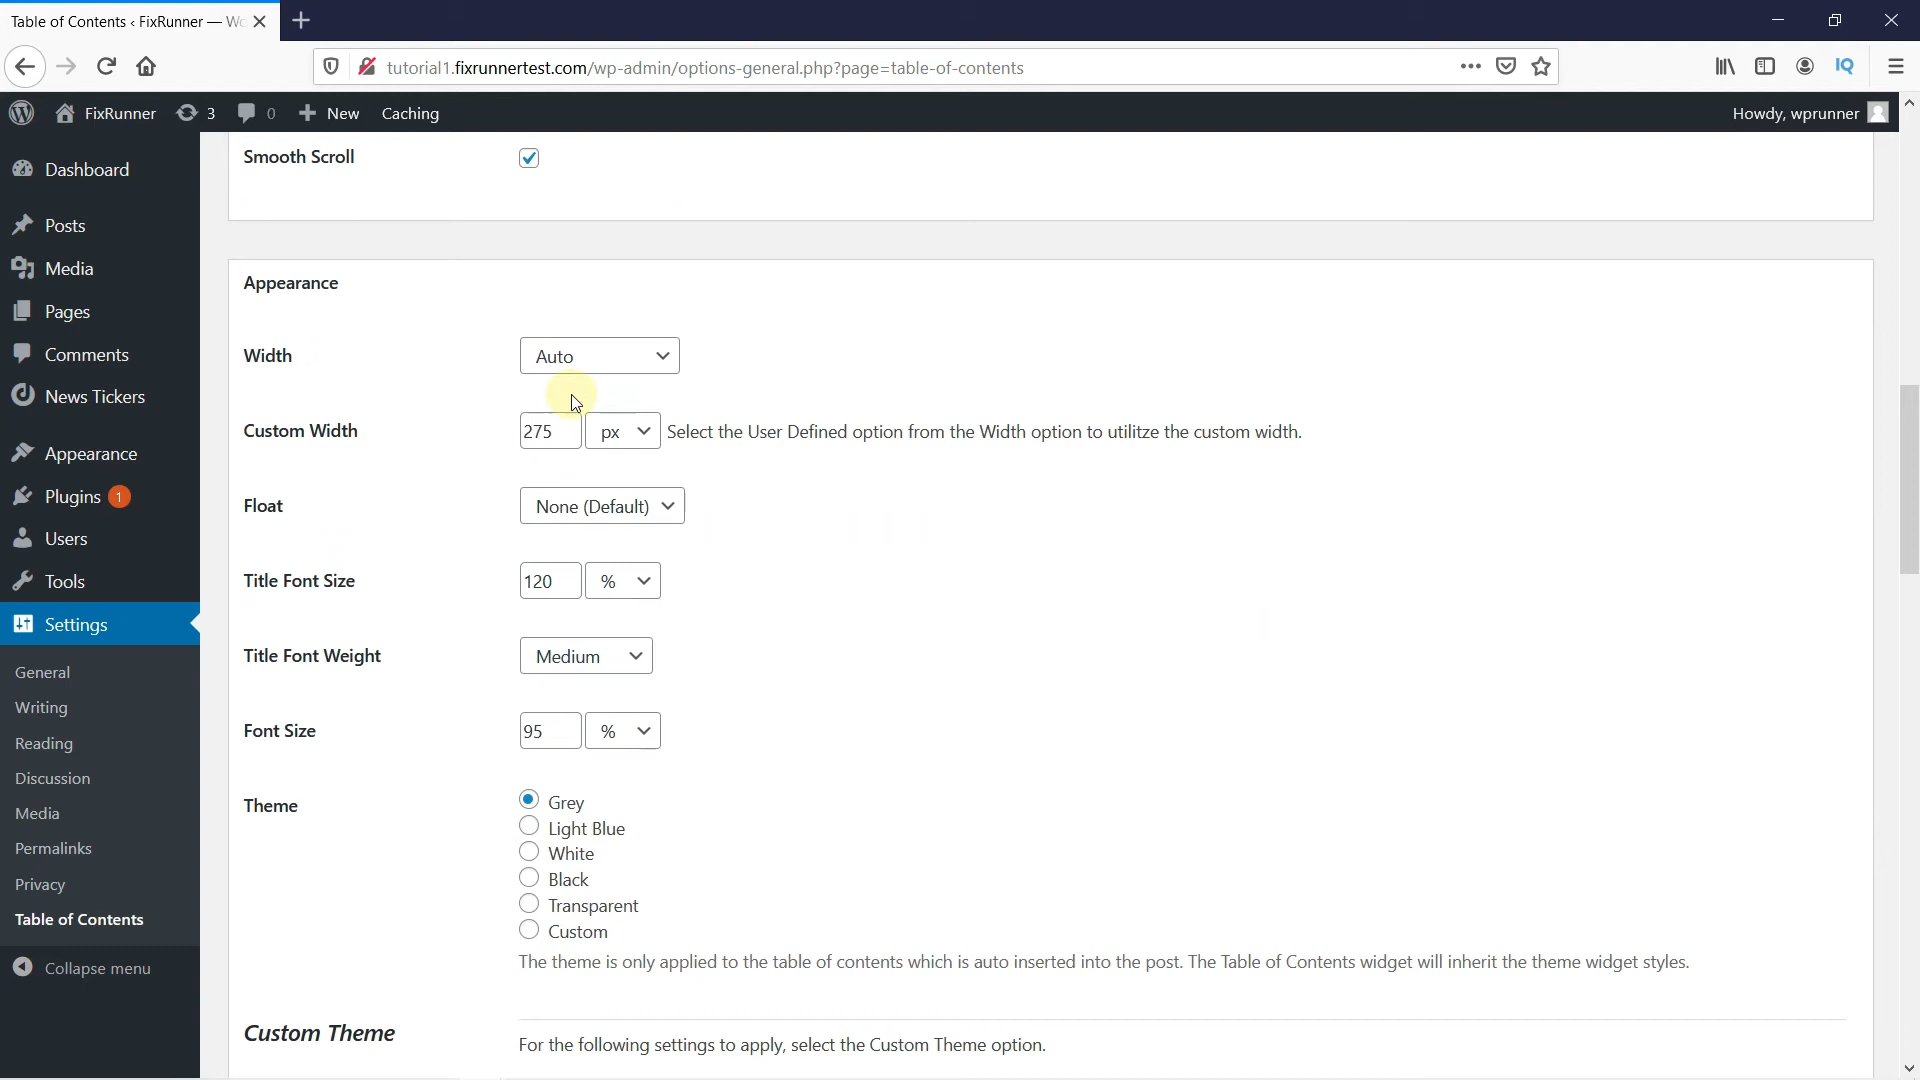 Table of Contents ‹ FixRunner — Wo
tutorial1.fixrunnertest.com/wp-admin/options-general.php?page=table-of-contents
IQ
FixRunner 3 0 New Caching Howdy, wprunner
Dashboard
Posts
Media
Pages
Comments
News Tickers
Appearance
Plugins 1
Users
Tools
Settings
General
Writing
Reading
Discussion
Media
Permalinks
Privacy
Table of Contents
Collapse menu
Smooth Scroll
Appearance
Width Auto
Custom Width 275 px Select the User Defined option from the Width option to utilitze the custom width.
Float None (Default)
Title Font Size 120 %
Title Font Weight Medium
Font Size 95 %
Theme Grey
Light Blue
White
Black
Transparent
Custom
The theme is only applied to the table of contents which is auto inserted into the post. The Table of Contents widget will inherit the theme widget styles.
Custom Theme For the following settings to apply, select the Custom Theme option.